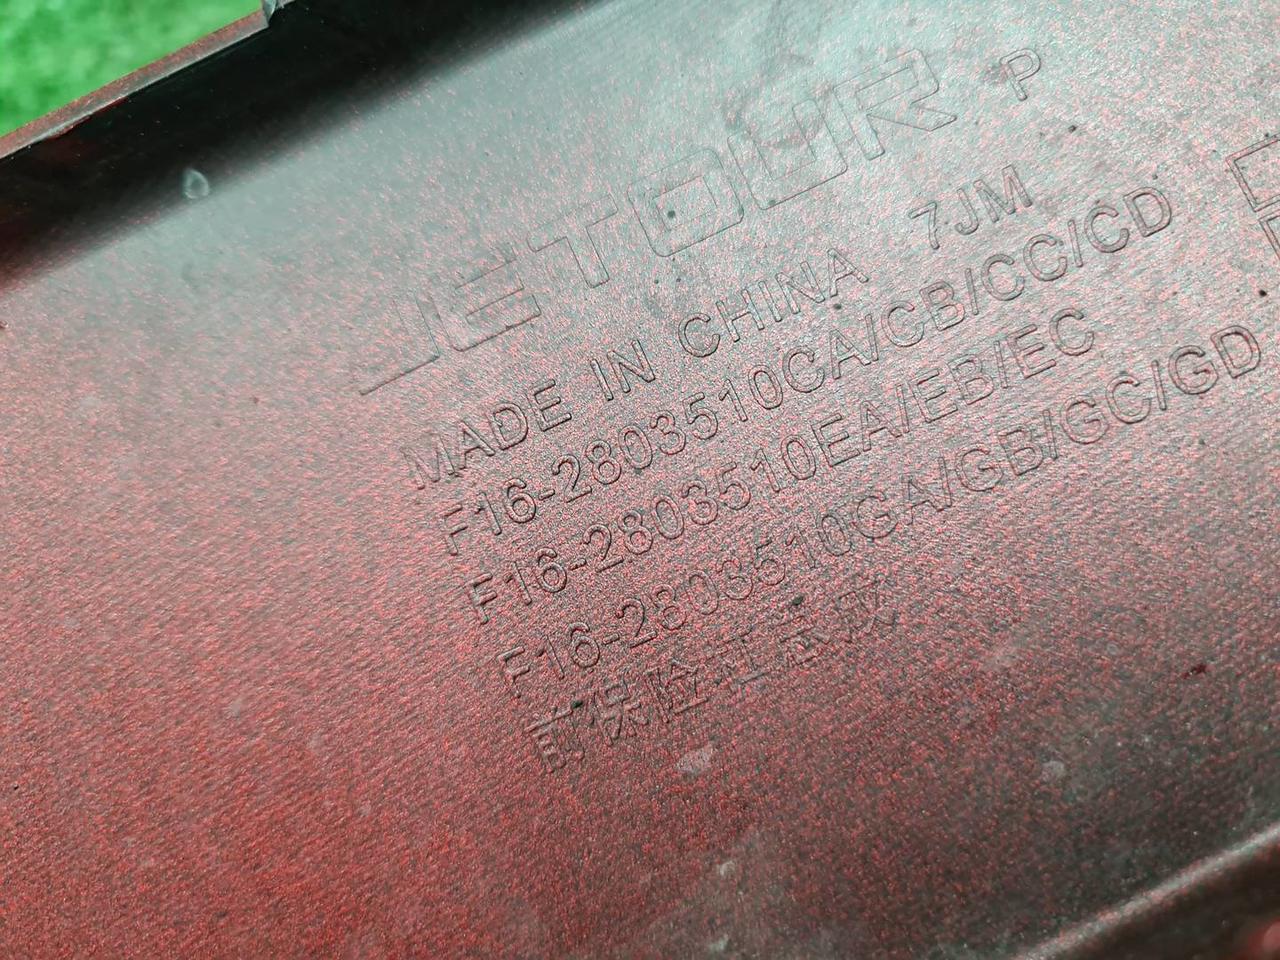 JETOUR P
MADE IN CHINA 7JM
F16-2803510CA/CB/CC/CD
F16-2803510EA/EB/EC
F16-2803510GA/GB/GC/GD
前保险杠总成